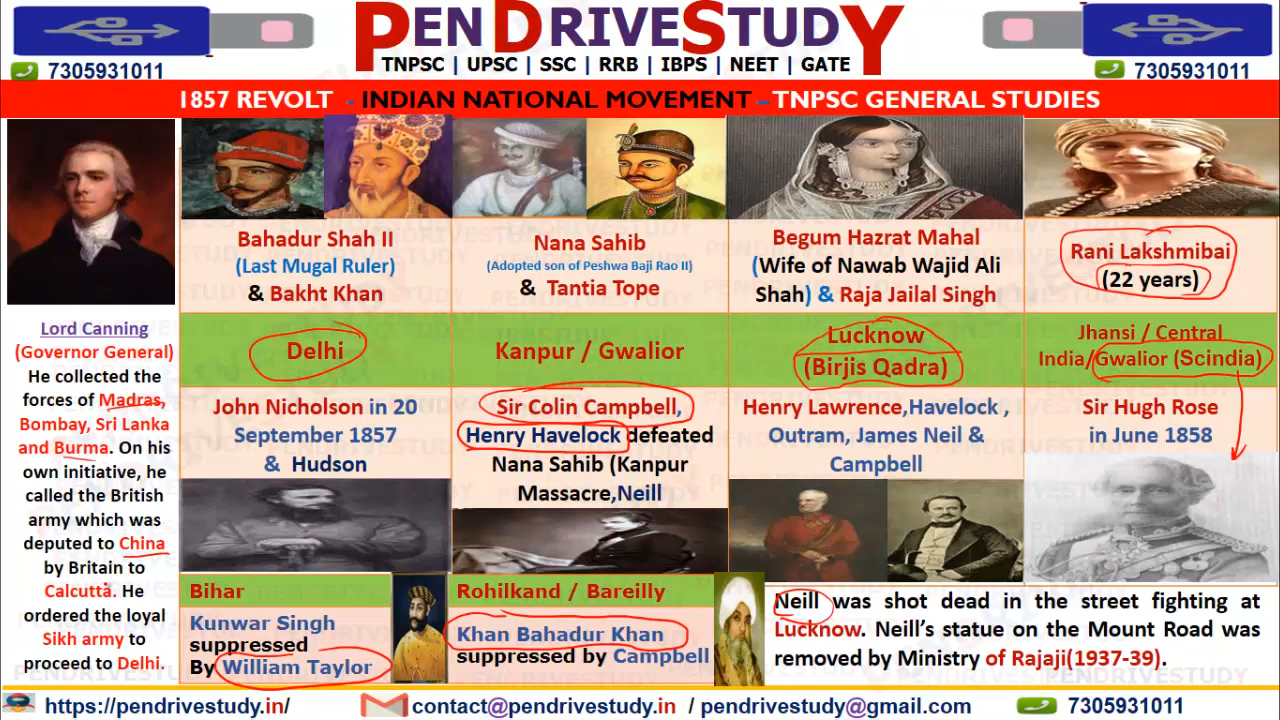 PENDRIVESTUDY
TNPSC | UPSC | SSC | RRB | IBPS | NEET | GATE
7305931011
7305931011
1857 REVOLT - INDIAN NATIONAL MOVEMENT – TNPSC GENERAL STUDIES
Lord Canning
(Governor General)
He collected the
forces of Madras,
Bombay, Sri Lanka
and Burma. On his
own initiative, he
called the British
army which was
deputed to China
by Britain to
Calcutta. He
ordered the loyal
Sikh army to
proceed to Delhi.
Bahadur Shah II
(Last Mugal Ruler)
& Bakht Khan
Nana Sahib
(Adopted son of Peshwa Baji Rao II)
& Tantia Tope
Begum Hazrat Mahal
(Wife of Nawab Wajid Ali
Shah) & Raja Jailal Singh
Rani Lakshmibai
(22 years)
Delhi
Kanpur / Gwalior
Lucknow
(Birjis Qadra)
Jhansi / Central
India/Gwalior (Scindia)
John Nicholson in 20
September 1857
& Hudson
Sir Colin Campbell,
Henry Havelock defeated
Nana Sahib (Kanpur
Massacre,Neill
Henry Lawrence,Havelock ,
Outram, James Neil &
Campbell
Sir Hugh Rose
in June 1858
Bihar
Kunwar Singh
suppressed
By William Taylor
Rohilkand / Bareilly
Khan Bahadur Khan
suppressed by Campbell
Neill was shot dead in the street fighting at
Lucknow. Neill's statue on the Mount Road was
removed by Ministry of Rajaji(1937-39).
https://pendrivestudy.in/
contact@pendrivestudy.in / pendrivestudy@gmail.com
7305931011